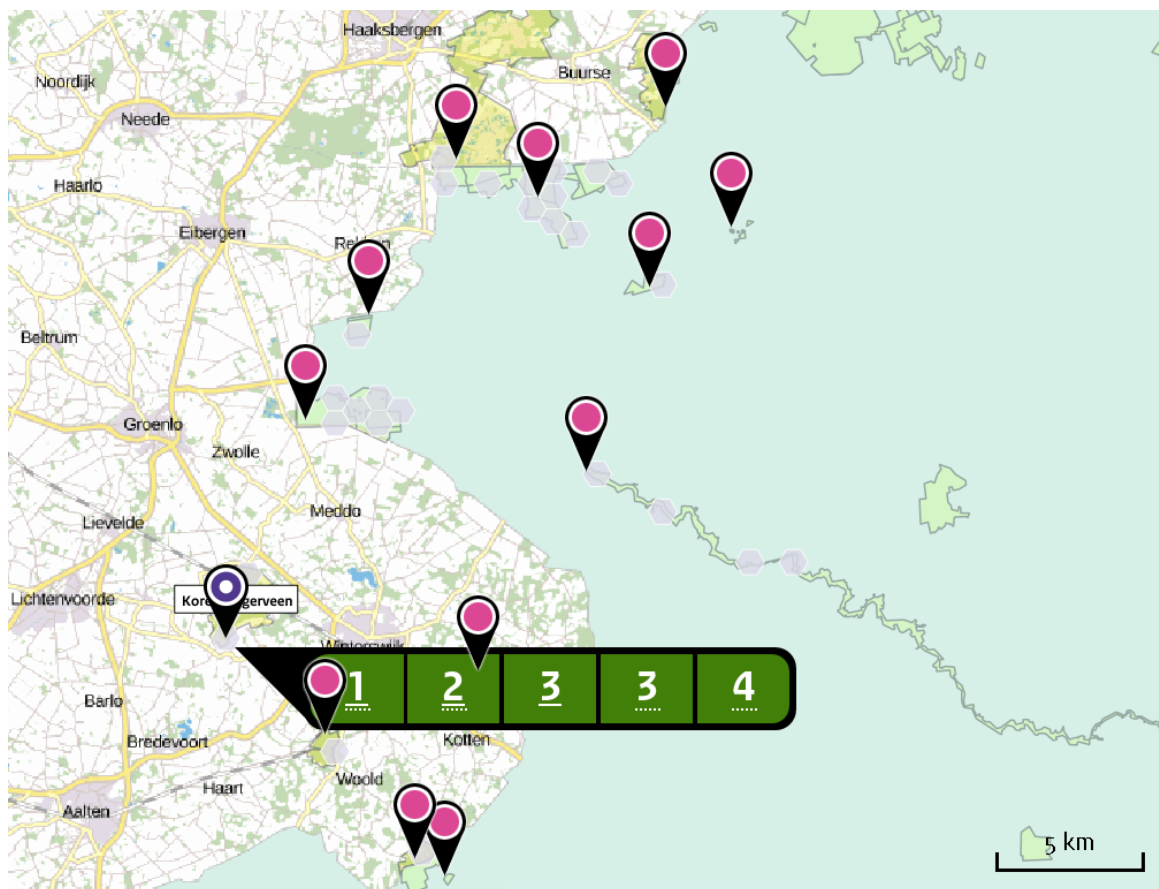 Haaksbergen
Buurse
Noordijk
Neede
Haarlo
Eibergen
Beltrum
Groenlo
Zwolle
Meddo
Lievelde
Lichtenvoorde
Winterswijk
1 2 3 3 4
Barlo
Bredevoort
Kotten
Woold
Haart
Aalten
5 km